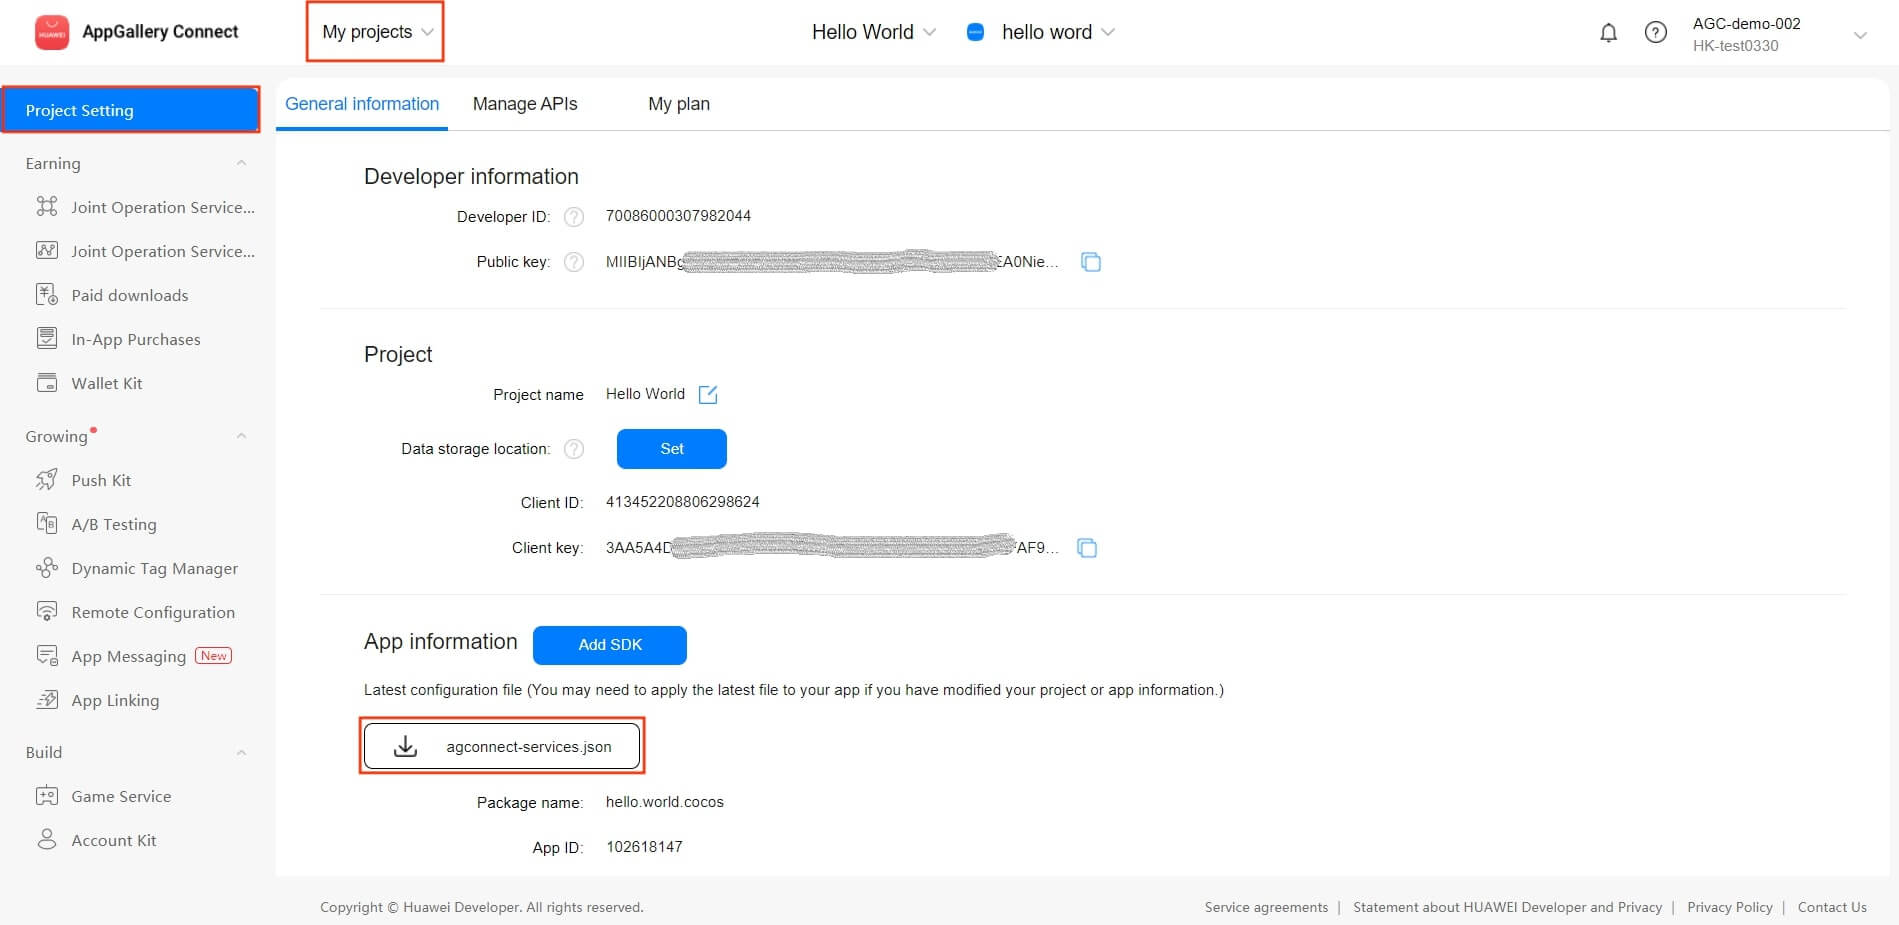 HUAWEI
AppGallery Connect
My projects
Hello World
hello word
AGC-demo-002
HK-test0330
Project Setting
Earning
Joint Operation Service...
Joint Operation Service...
Paid downloads
In-App Purchases
Wallet Kit
Growing
Push Kit
A/B Testing
Dynamic Tag Manager
Remote Configuration
App Messaging New
App Linking
Build
Game Service
Account Kit
General information
Manage APIs
My plan
Developer information
Developer ID: ? 70086000307982044
Public key: ? MIIBIjANBg EA0Nie...
Project
Project name Hello World
Data storage location: ? Set
Client ID: 413452208806298624
Client key: 3AA5A4D AF9...
App information Add SDK
Latest configuration file (You may need to apply the latest file to your app if you have modified your project or app information.)
agconnect-services.json
Package name: hello.world.cocos
App ID: 102618147
Copyright © Huawei Developer. All rights reserved.
Service agreements | Statement about HUAWEI Developer and Privacy | Privacy Policy | Contact Us